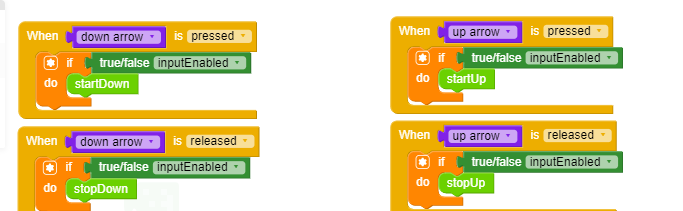 When down arrow is pressed
if true/false inputEnabled
do startDown
When down arrow is released
if true/false inputEnabled
do stopDown
When up arrow is pressed
if true/false inputEnabled
do startUp
When up arrow is released
if true/false inputEnabled
do stopUp